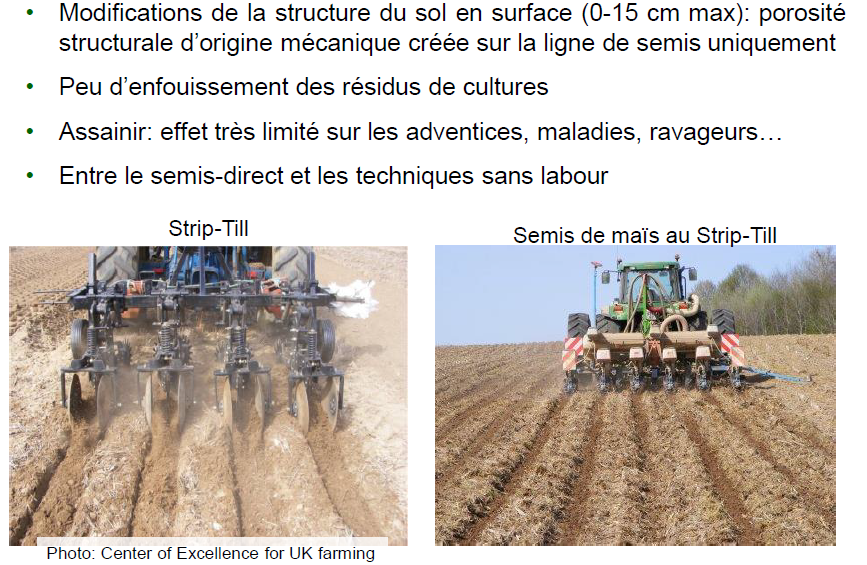 • Modifications de la structure du sol en surface (0-15 cm max): porosité
structurale d’origine mécanique créée sur la ligne de semis uniquement
• Peu d’enfouissement des résidus de cultures
• Assainir: effet très limité sur les adventices, maladies, ravageurs…
• Entre le semis-direct et les techniques sans labour
Strip-Till
Semis de maïs au Strip-Till
Photo: Center of Excellence for UK farming